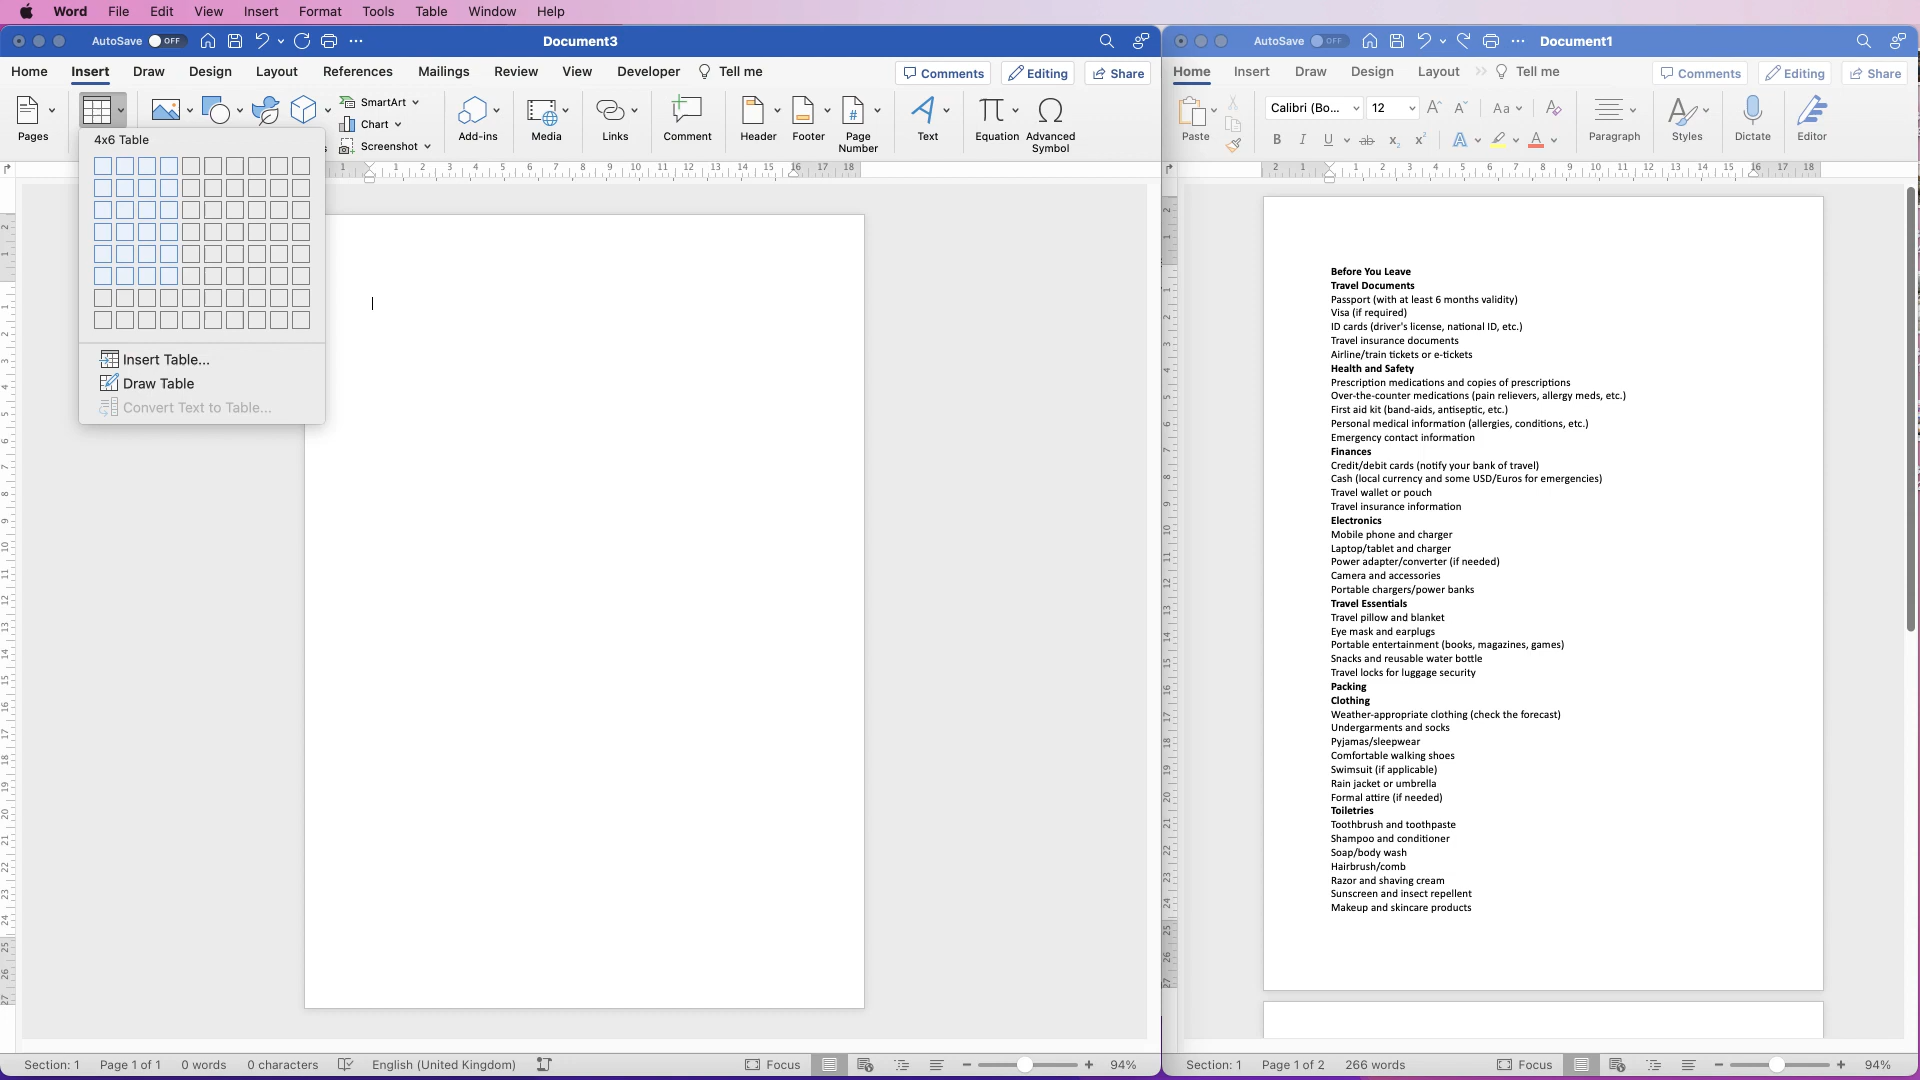 Word File Edit View Insert Format Tools Table Window Help
AutoSave OFF Document3
Home Insert Draw Design Layout References Mailings Review View Developer Tell me Comments Editing Share
Pages
SmartArt
Chart
Screenshot
Add-ins
Media
Links
Comment
Header
Footer
Page Number
Text
Equation
Advanced Symbol
4x6 Table
Insert Table...
Draw Table
Convert Text to Table...
Section: 1 Page 1 of 1 0 words 0 characters English (United Kingdom) Focus 94%
AutoSave OFF Document1
Home Insert Draw Design Layout Tell me Comments Editing Share
Paste
Calibri (Bo... 12
Paragraph
Styles
Dictate
Editor
Before You Leave
Travel Documents
Passport (with at least 6 months validity)
Visa (if required)
ID cards (driver's license, national ID, etc.)
Travel insurance documents
Airline/train tickets or e-tickets
Health and Safety
Prescription medications and copies of prescriptions
Over-the-counter medications (pain relievers, allergy meds, etc.)
First aid kit (band-aids, antiseptic, etc.)
Personal medical information (allergies, conditions, etc.)
Emergency contact information
Finances
Credit/debit cards (notify your bank of travel)
Cash (local currency and some USD/Euros for emergencies)
Travel wallet or pouch
Travel insurance information
Electronics
Mobile phone and charger
Laptop/tablet and charger
Power adapter/converter (if needed)
Camera and accessories
Portable chargers/power banks
Travel Essentials
Travel pillow and blanket
Eye mask and earplugs
Portable entertainment (books, magazines, games)
Snacks and reusable water bottle
Travel locks for luggage security
Packing
Clothing
Weather-appropriate clothing (check the forecast)
Undergarments and socks
Pyjamas/sleepwear
Comfortable walking shoes
Swimsuit (if applicable)
Rain jacket or umbrella
Formal attire (if needed)
Toiletries
Toothbrush and toothpaste
Shampoo and conditioner
Soap/body wash
Hairbrush/comb
Razor and shaving cream
Sunscreen and insect repellent
Makeup and skincare products
Section: 1 Page 1 of 2 266 words Focus 94%